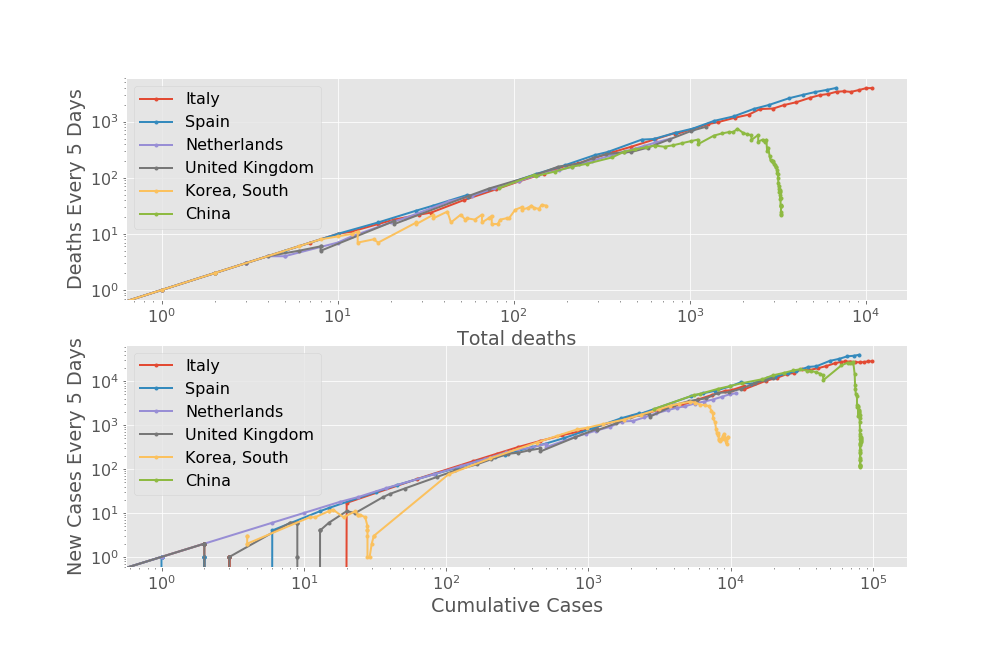 Deaths Every 5 Days
10³
10²
10¹
10⁰
Italy
Spain
Netherlands
United Kingdom
Korea, South
China
10⁰ 10¹ 10² 10³ 10⁴
Total deaths
New Cases Every 5 Days
10⁴
10³
10²
10¹
10⁰
Italy
Spain
Netherlands
United Kingdom
Korea, South
China
10⁰ 10¹ 10² 10³ 10⁴ 10⁵
Cumulative Cases